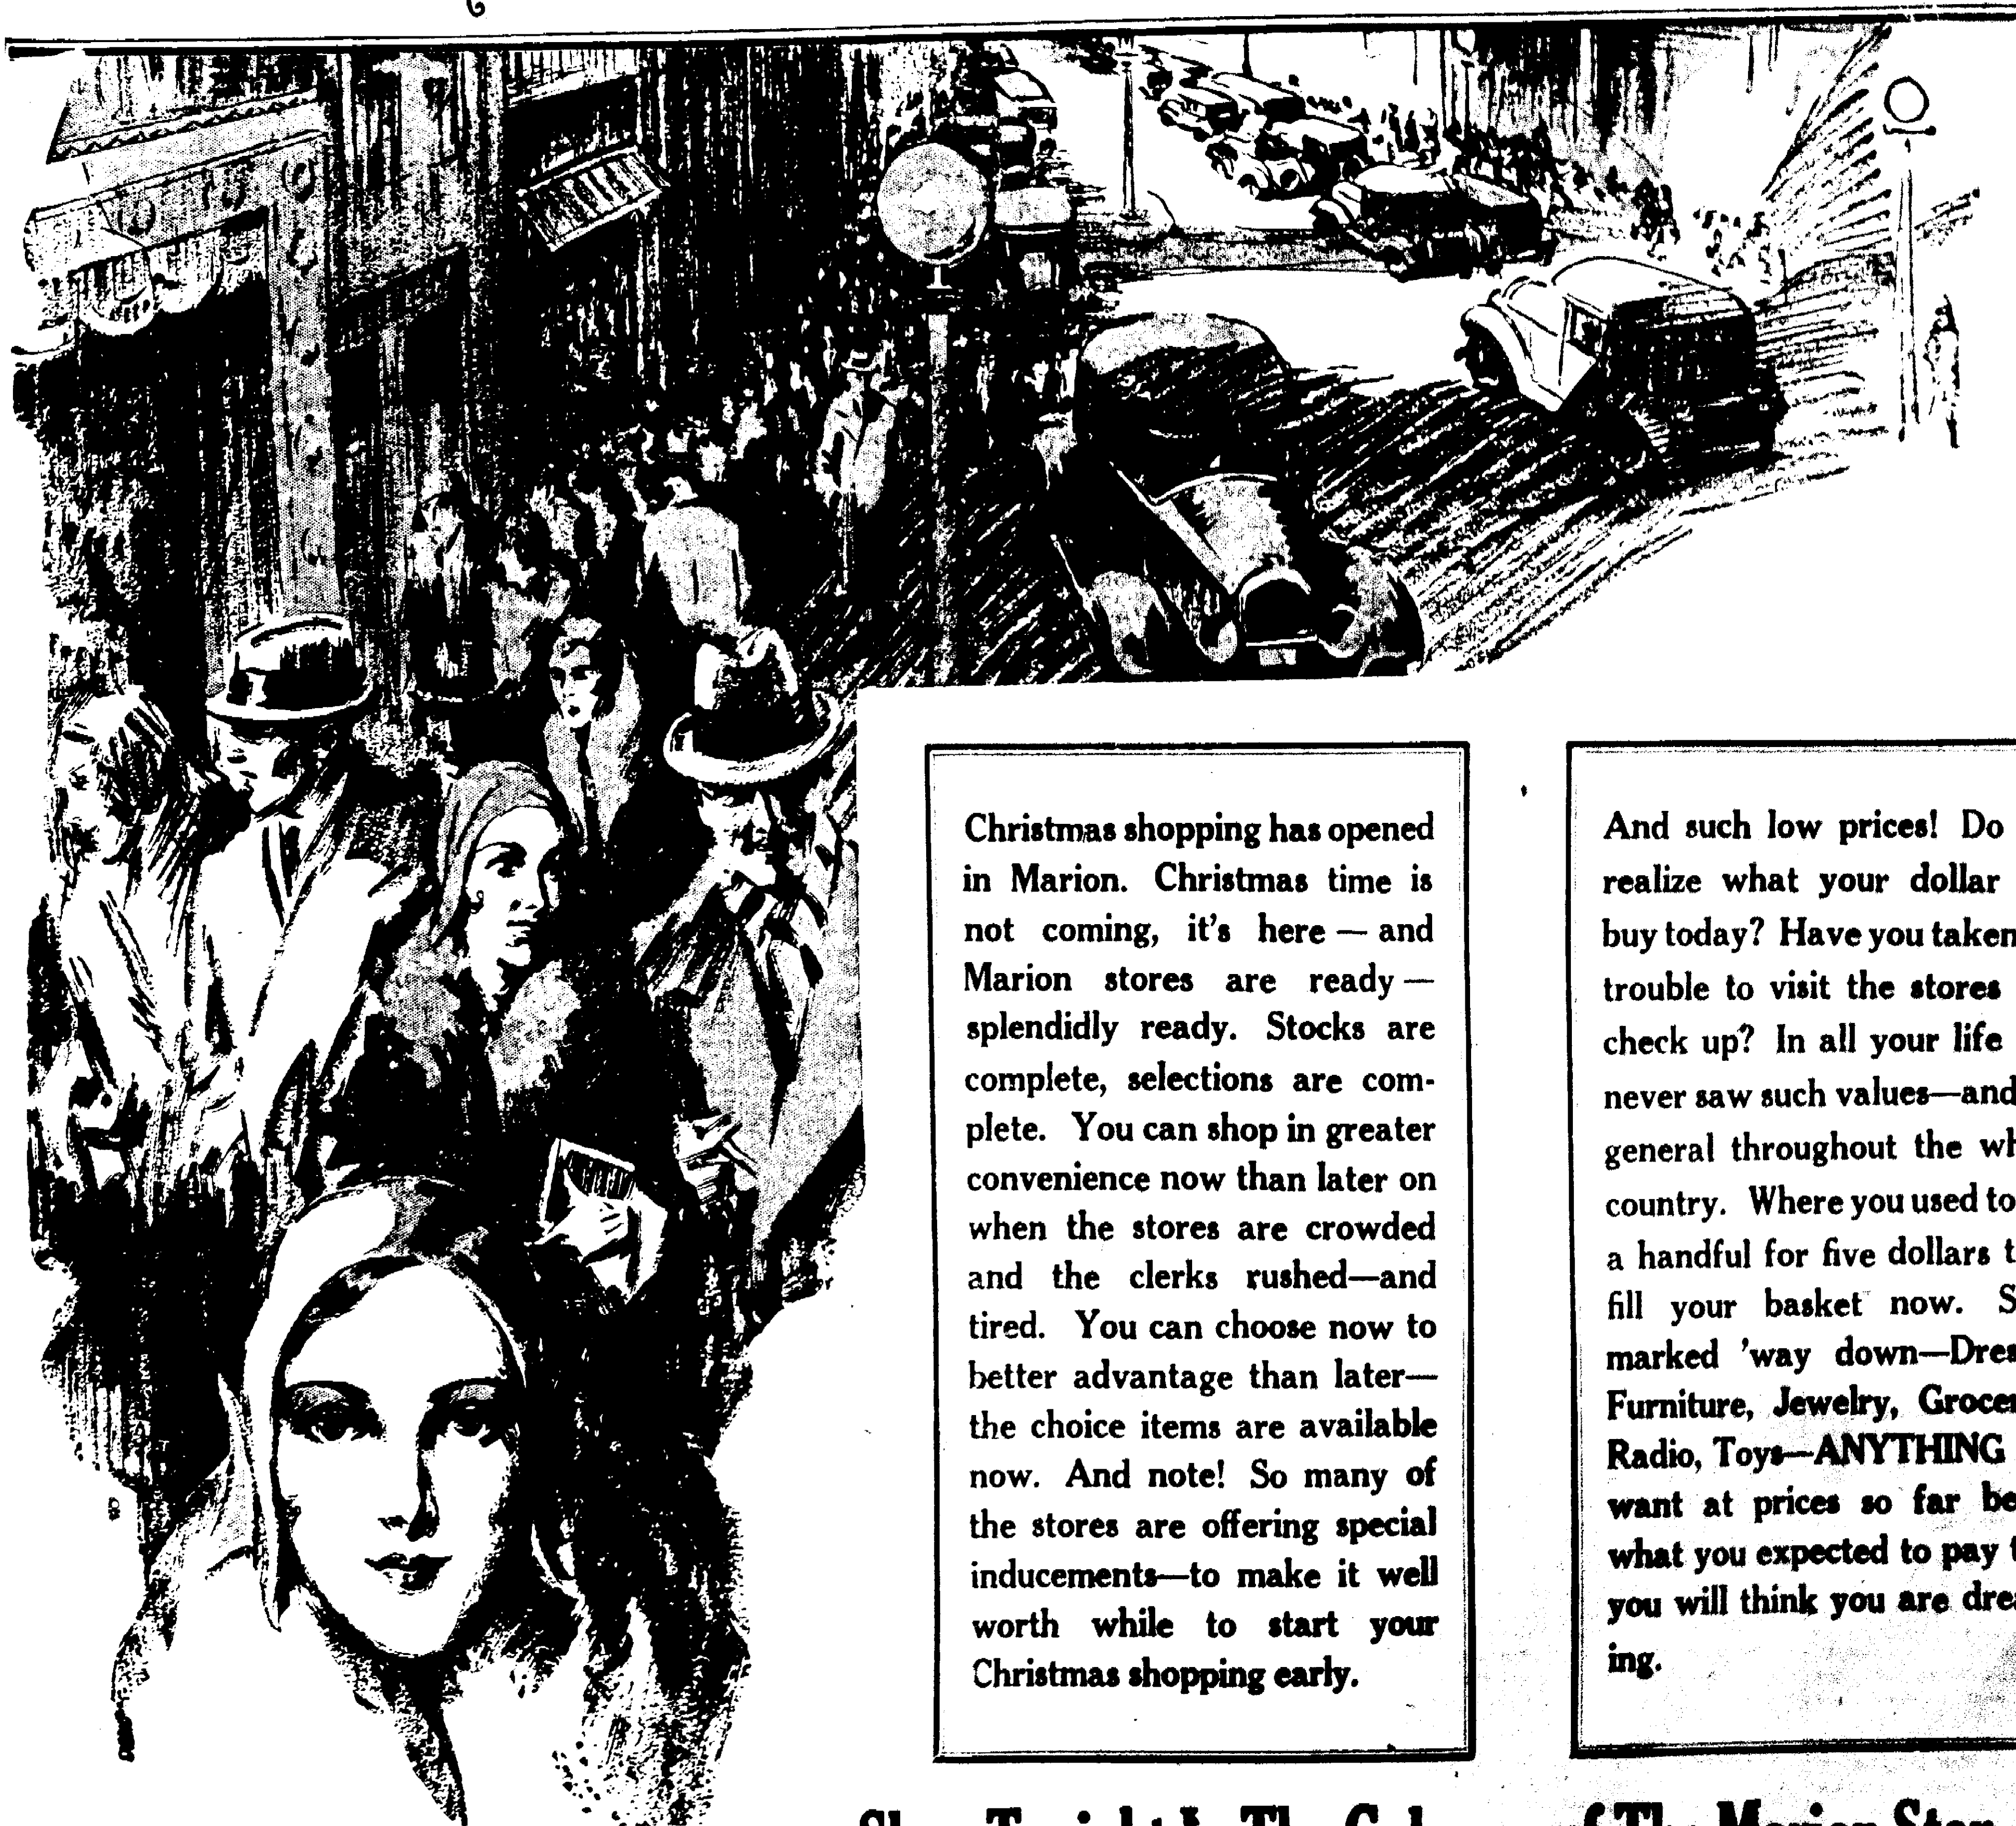 Christmas shopping has opened
in Marion. Christmas time is
not coming, it's here — and
Marion stores are ready —
splendidly ready. Stocks are
complete, selections are com-
plete. You can shop in greater
convenience now than later on
when the stores are crowded
and the clerks rushed—and
tired. You can choose now to
better advantage than later—
the choice items are available
now. And note! So many of
the stores are offering special
inducements—to make it well
worth while to start your
Christmas shopping early.
And such low prices! Do
realize what your dollar
buy today? Have you taken
trouble to visit the stores
check up? In all your life
never saw such values—and
general throughout the
country. Where you used to
a handful for five dollars
fill your basket now.
marked 'way down—
Furniture, Jewelry,
Radio, Toys—ANYTHING
want at prices so far
what you expected to pay
you will think you are
ing.
The
of The Marion Star